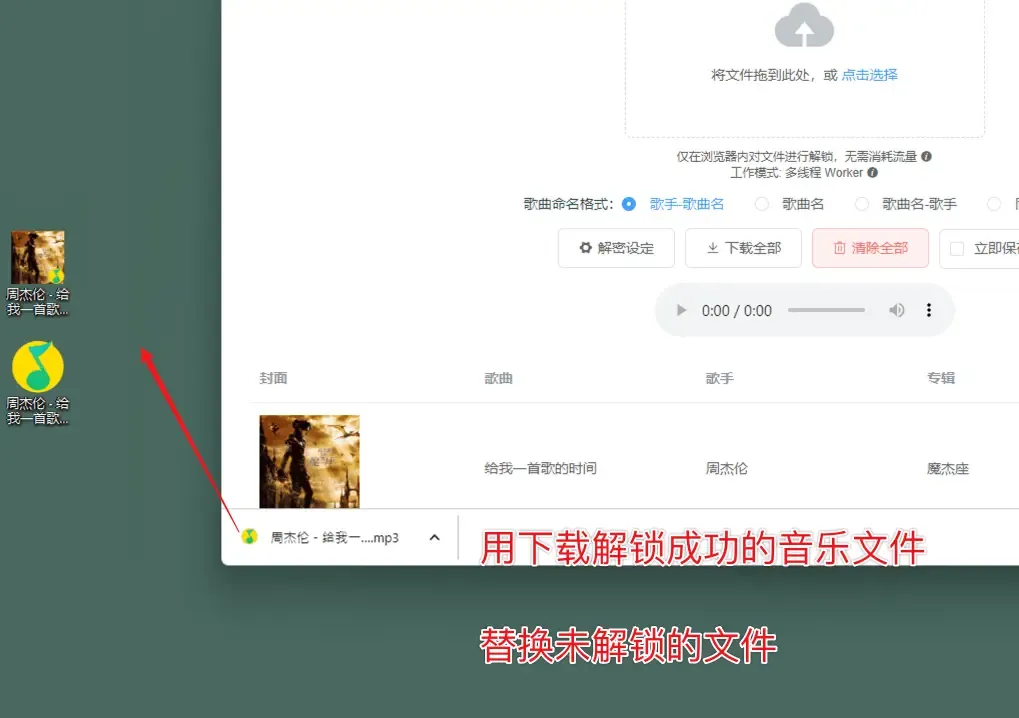 将文件拖到此处，或 点击选择
仅在浏览器内对文件进行解锁，无需消耗流量
工作模式: 多线程 Worker
歌曲命名格式： 歌手-歌曲名 歌曲名 歌曲名-歌手
解密设定 下载全部 清除全部 立即保
0:00 / 0:00
周杰伦 - 给
我一首歌...
周杰伦 - 给
我一首歌...
封面 歌曲 歌手 专辑
给我一首歌的时间 周杰伦 魔杰座
周杰伦 - 给我一....mp3
用下载解锁成功的音乐文件
替换未解锁的文件